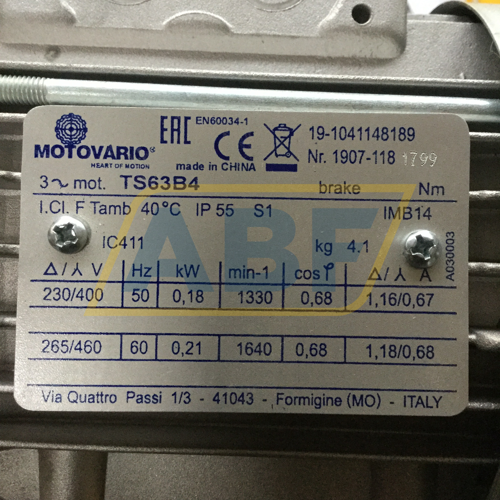 EAC EN60034-1
CE
19-1041148189
MOTOVARIO®
HEART OF MOTION
made in CHINA
Nr. 1907-118 1799
3~ mot. TS63B4 brake Nm
I.Cl. F Tamb 40°C IP 55 S1 IMB14
IC411 kg 4.1
A030003
Δ/⅄ V Hz kW min-1 cosφ Δ/⅄ A
230/400 50 0,18 1330 0,68 1,16/0,67
265/460 60 0,21 1640 0,68 1,18/0,68
Via Quattro Passi 1/3 - 41043 - Formigine (MO) - ITALY
ABF